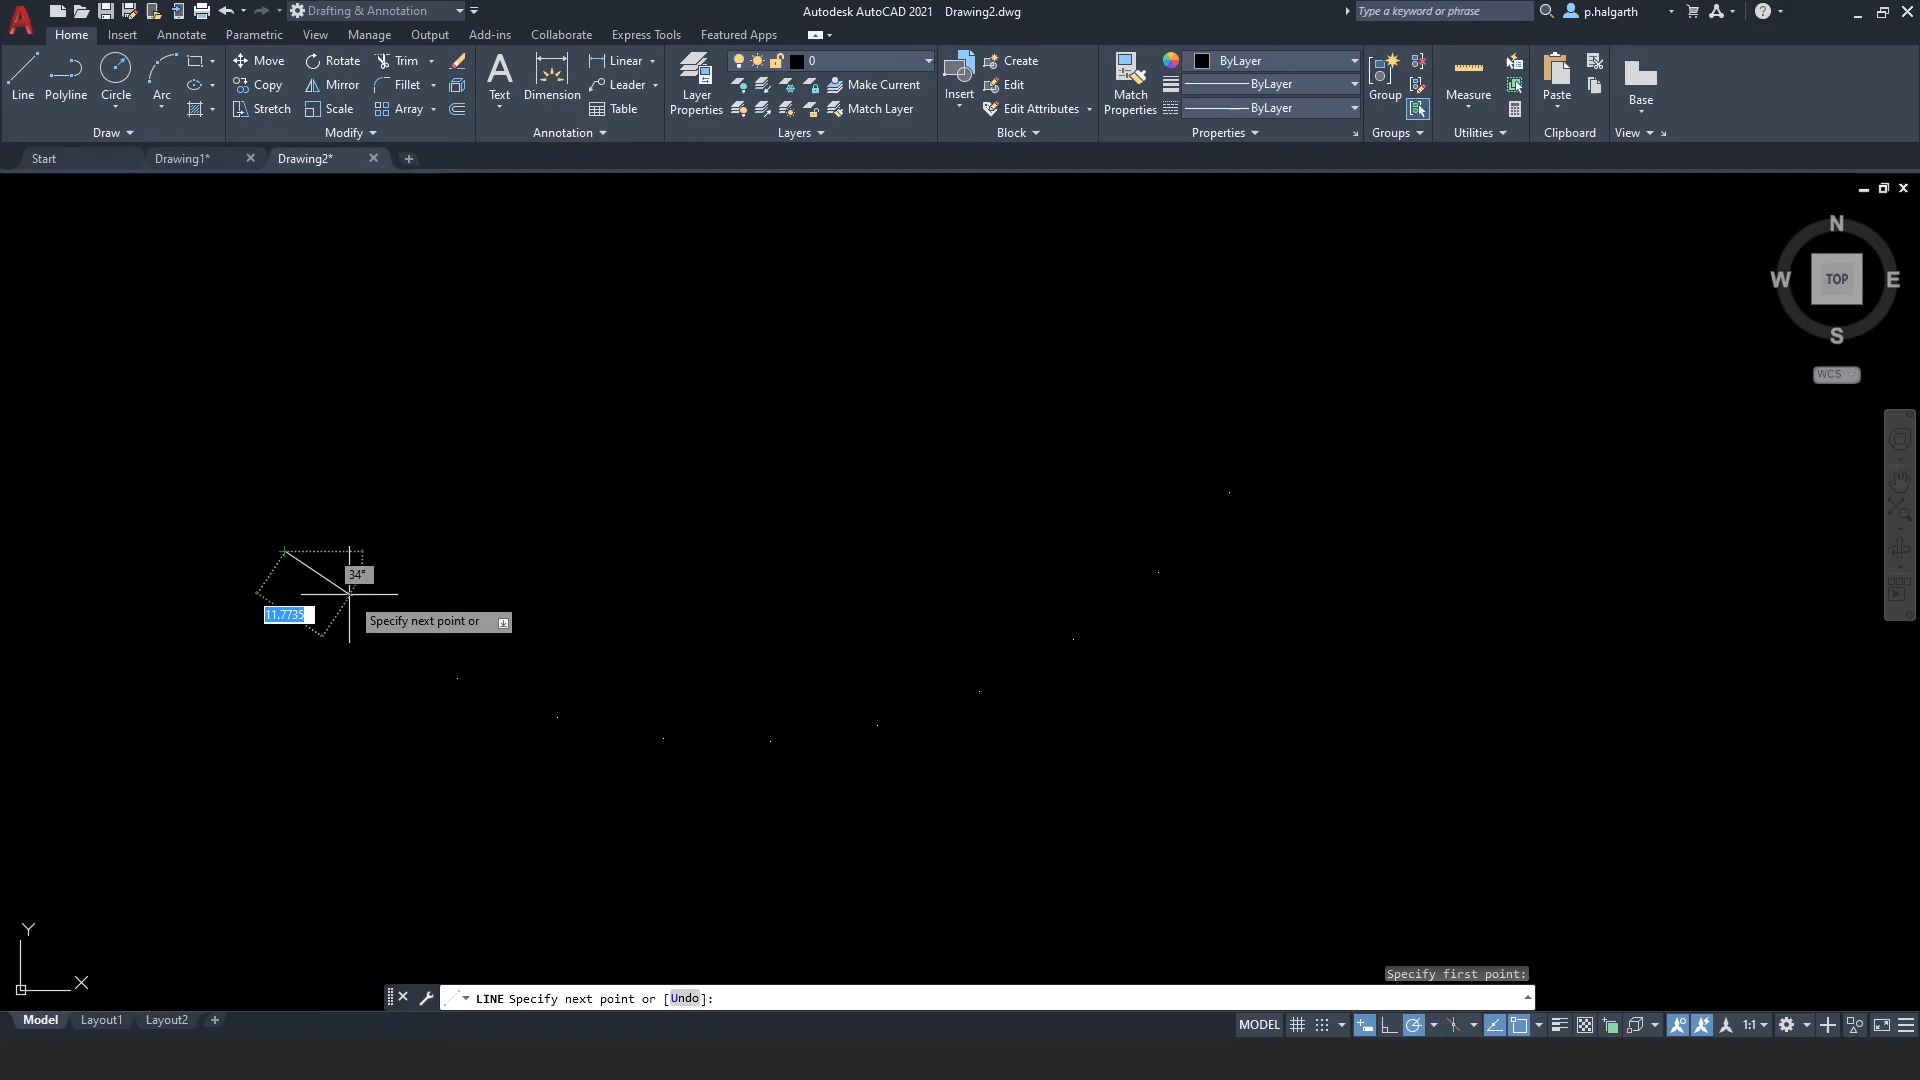 Drafting & Annotation
Autodesk AutoCAD 2021 Drawing2.dwg
Type a keyword or phrase
p.halgarth
Home Insert Annotate Parametric View Manage Output Add-ins Collaborate Express Tools Featured Apps
Line Polyline Circle Arc
Draw
Move Rotate Trim
Copy Mirror Fillet
Stretch Scale Array
Modify
Text Dimension
Linear
Leader
Table
Annotation
Layer Properties
0
Make Current
Match Layer
Layers
Insert
Create
Edit
Edit Attributes
Block
Match Properties
ByLayer
ByLayer
ByLayer
Properties
Group
Groups
Measure
Utilities
Paste
Clipboard
Base
View
Start Drawing1* Drawing2*
N
W TOP E
S
WCS
34°
11.7735
Specify next point or
Y
X
Specify first point:
LINE Specify next point or [Undo]:
Model Layout1 Layout2
MODEL
1:1